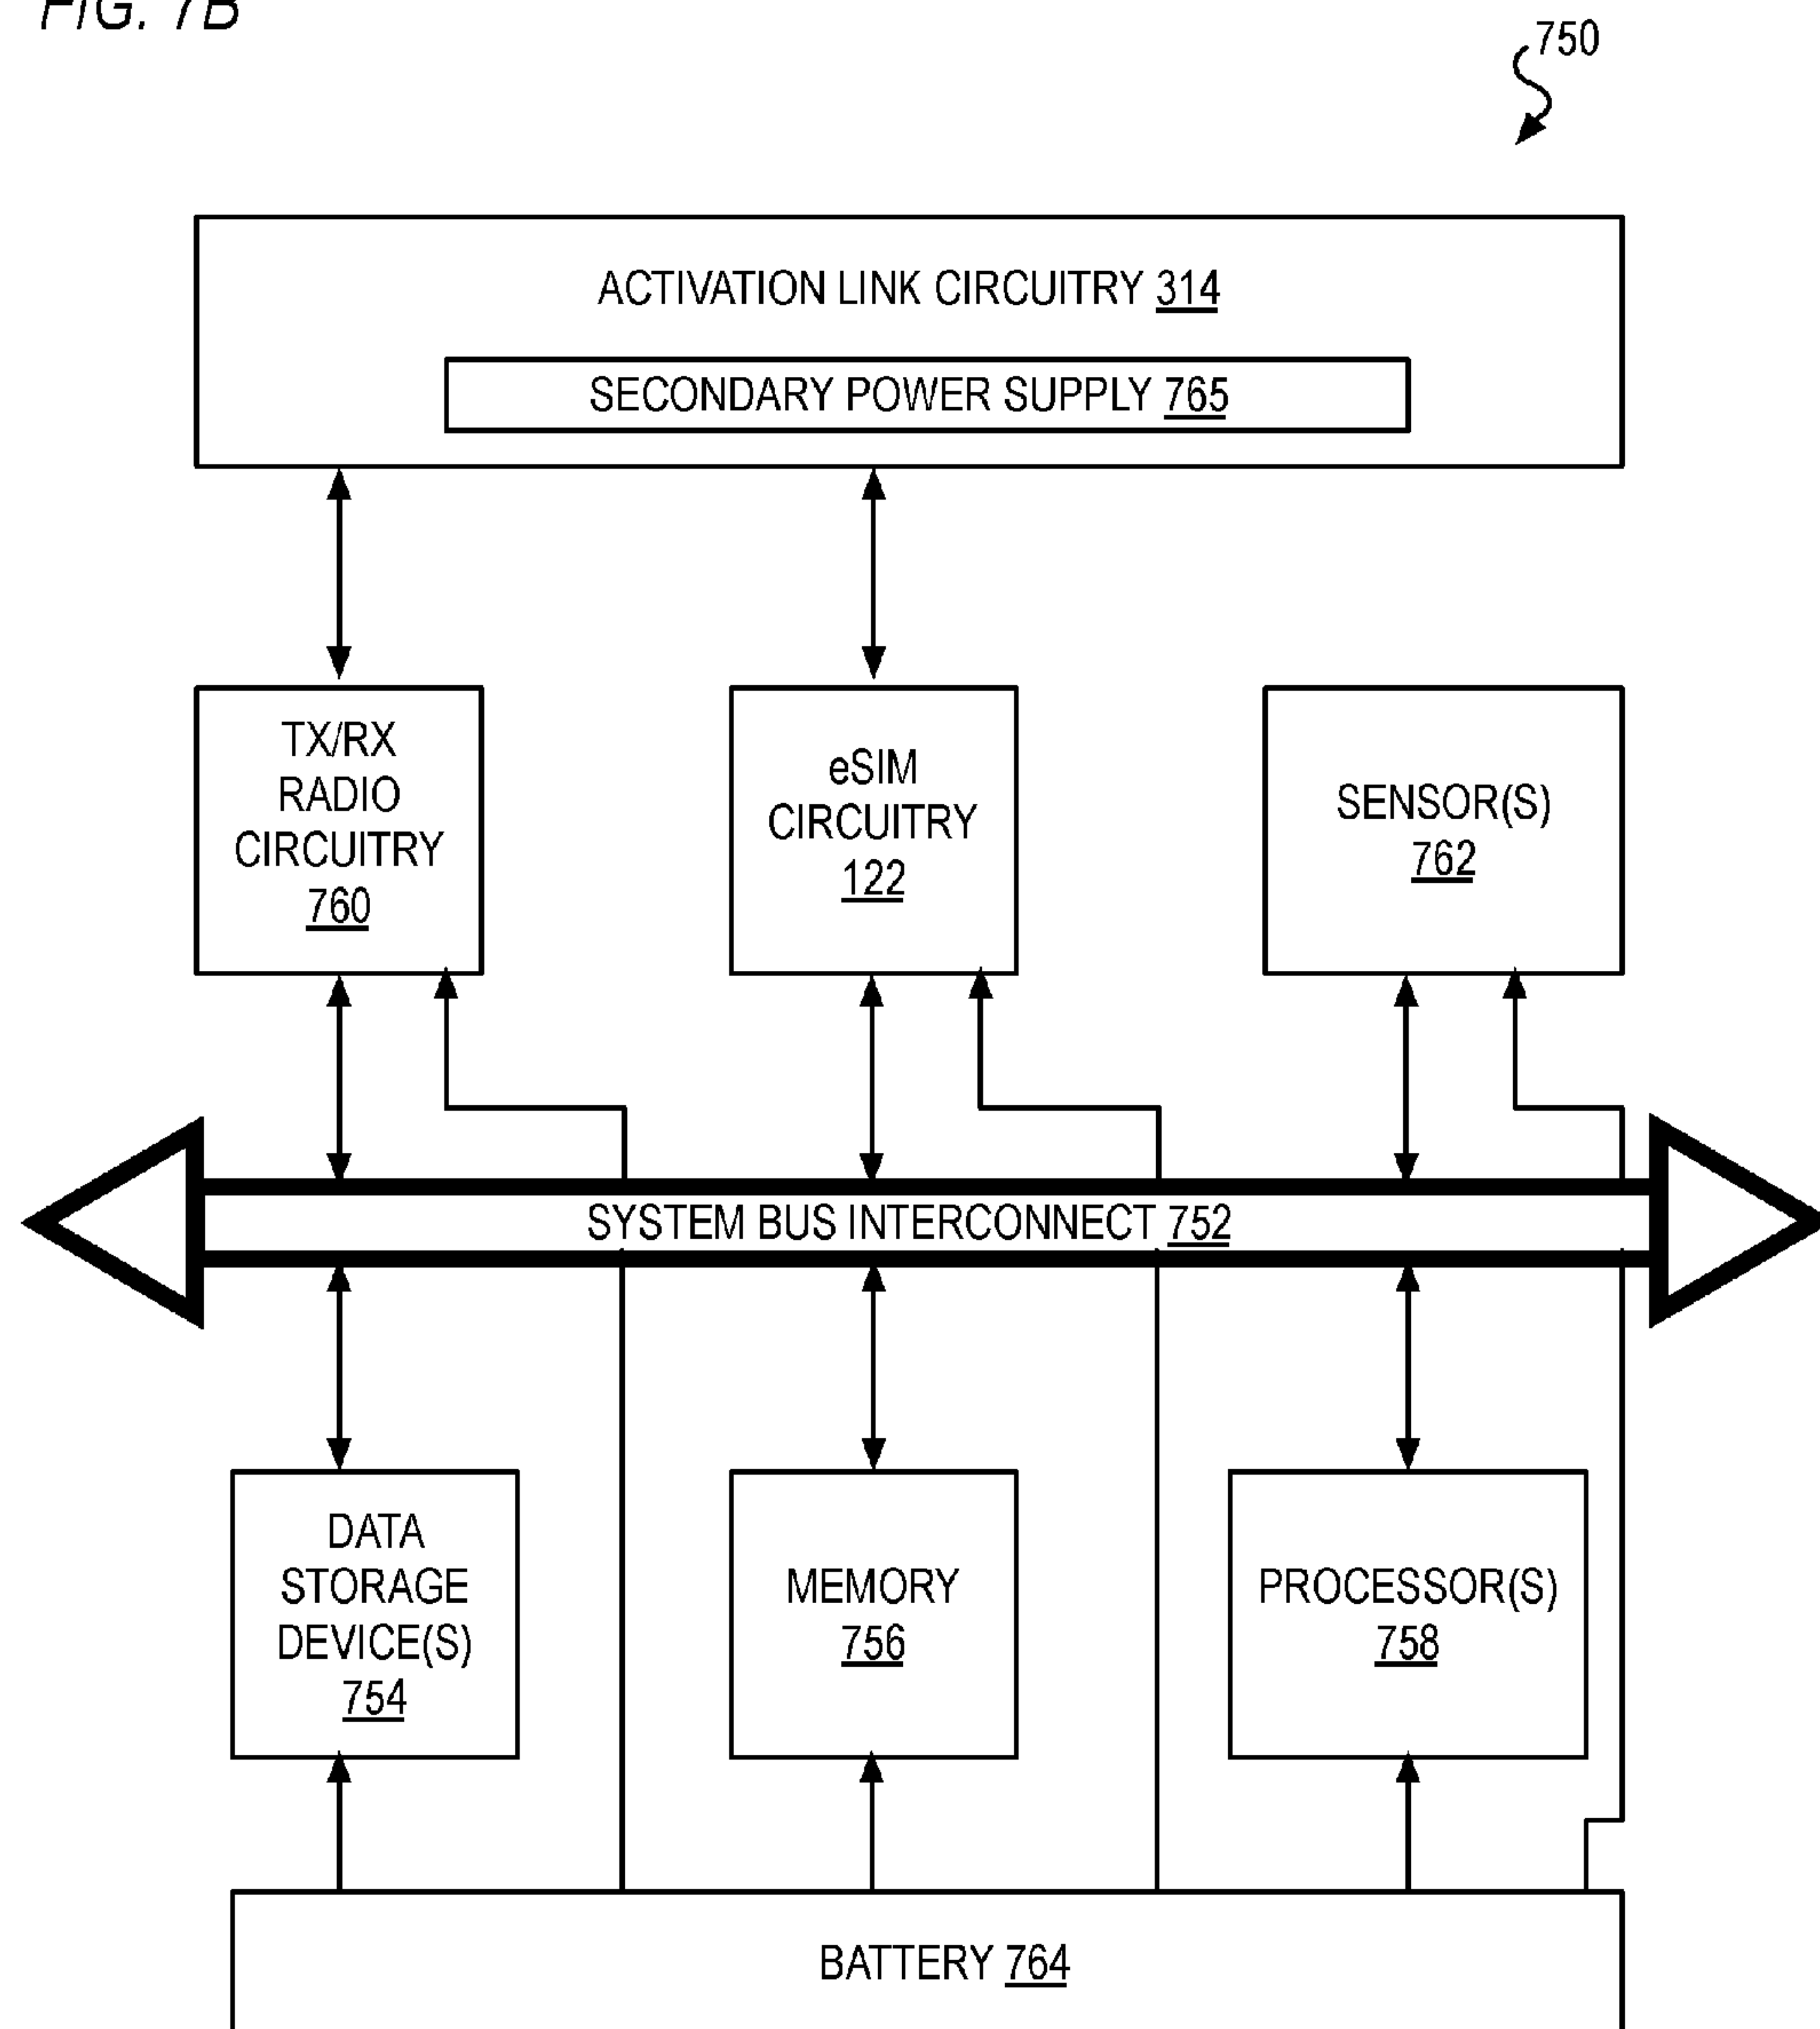 FIG. 7B
750
ACTIVATION LINK CIRCUITRY 314
SECONDARY POWER SUPPLY 765
TX/RX
RADIO
CIRCUITRY
760
eSIM
CIRCUITRY
122
SENSOR(S)
762
SYSTEM BUS INTERCONNECT 752
DATA
STORAGE
DEVICE(S)
754
MEMORY
756
PROCESSOR(S)
758
BATTERY 764